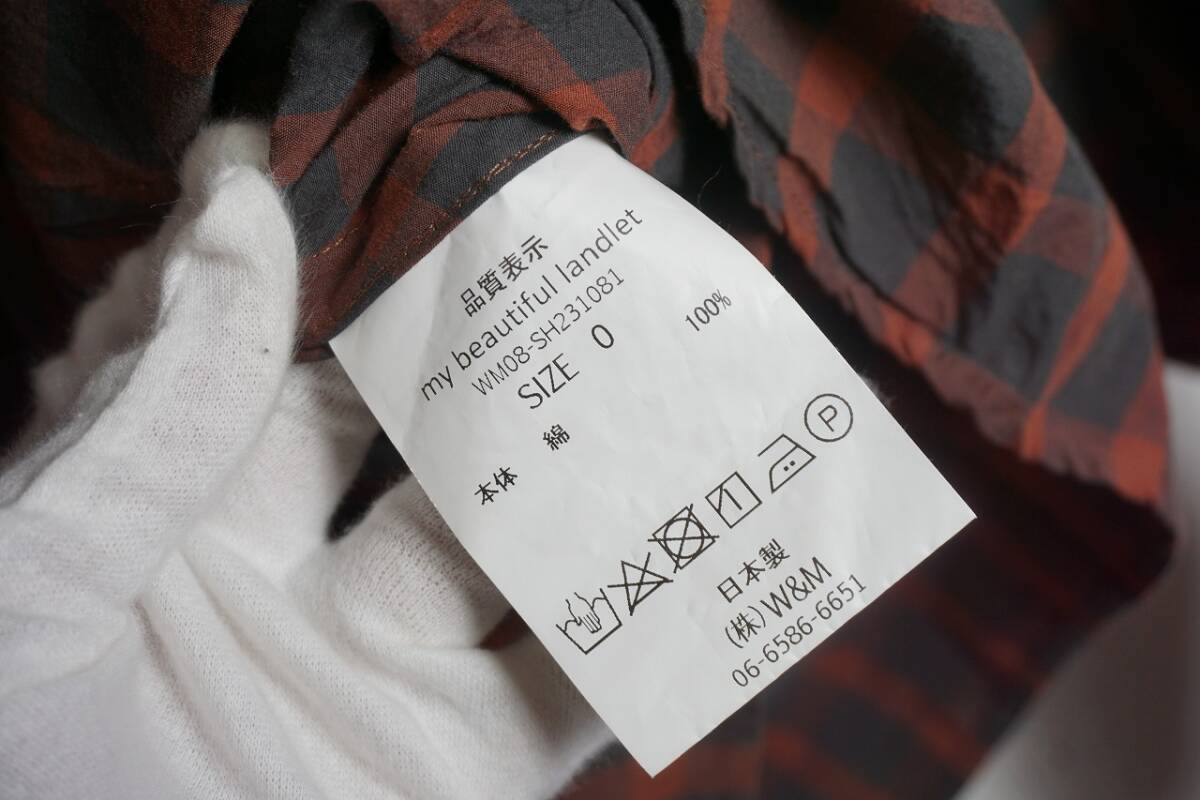 品質表示
my beautiful landlet
WM08-SH231081
SIZE 0
本体 綿 100%
P
日本製
(株)W&M
06-6586-6651